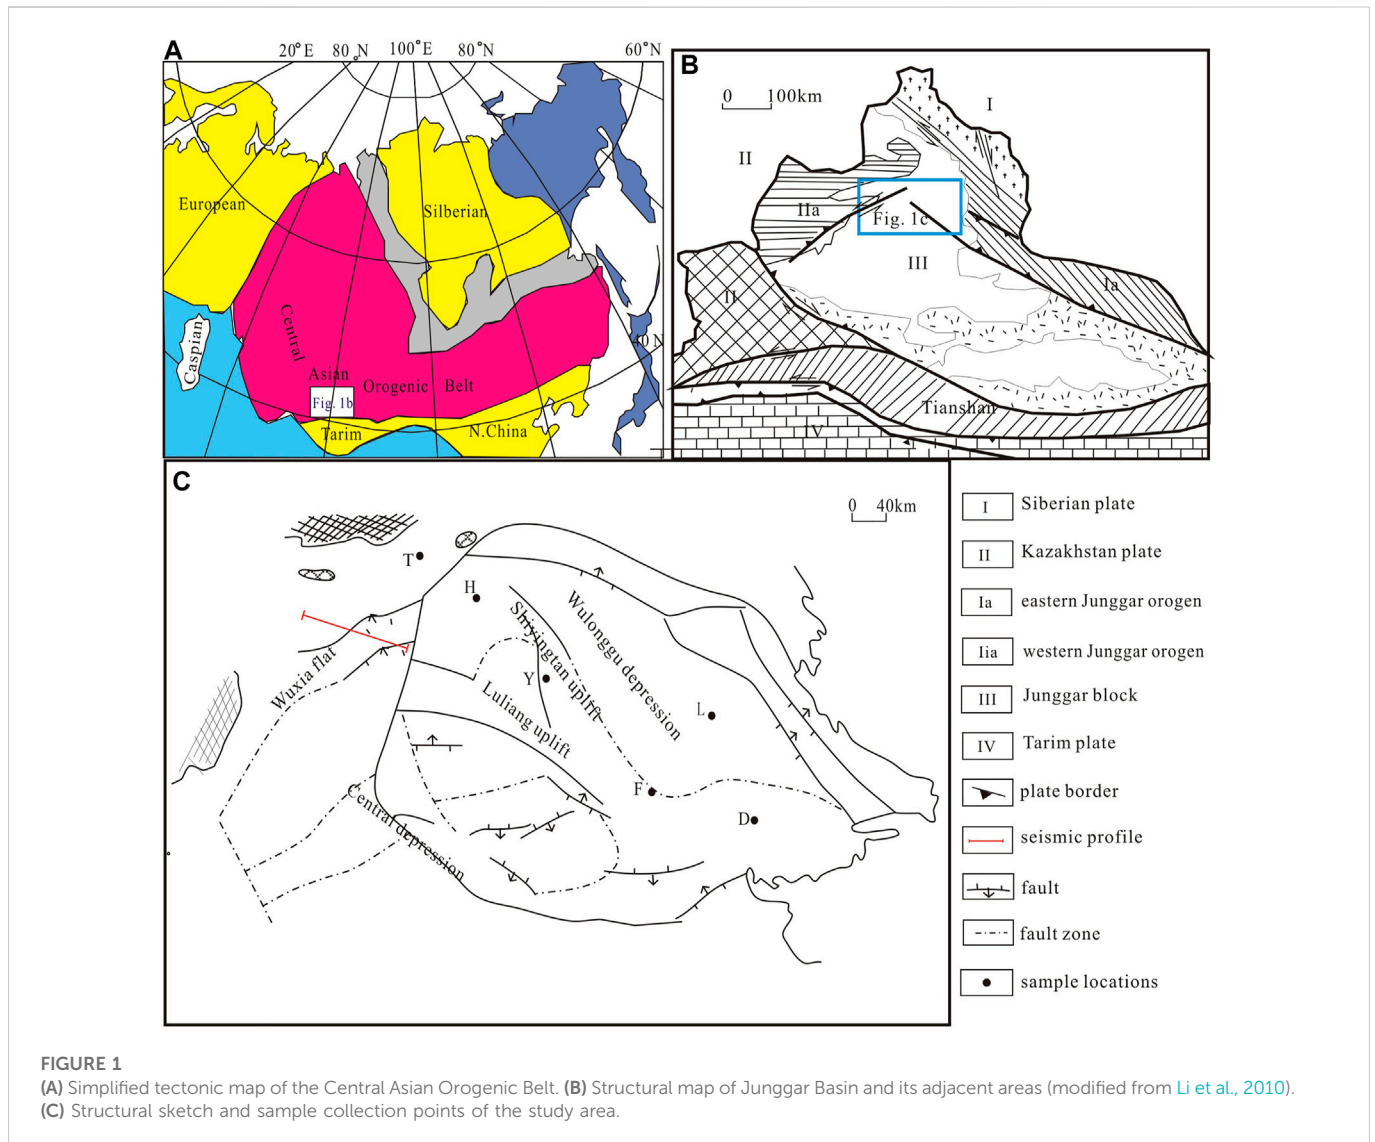 A
20°E
80°N
100°E
80°N
60°N
European
Silberian
Caspian
Central
Asian
Orogenic Belt
40 N
Fig. 1b
Tarim
N.China
B
0 100km
I
II
IIa
Fig. 1c
III
Ia
II
Tianshan
IV
C
0 40km
T
H
Shiyingtan uplifft
Wulonggu depression
Wuxia flat
Y
Luliang uplift
L
F
D
Central depression
I Siberian plate
II Kazakhstan plate
Ia eastern Junggar orogen
Iia western Junggar orogen
III Junggar block
IV Tarim plate
plate border
seismic profile
fault
fault zone
sample locations
FIGURE 1
(A) Simplified tectonic map of the Central Asian Orogenic Belt. (B) Structural map of Junggar Basin and its adjacent areas (modified from Li et al., 2010).
(C) Structural sketch and sample collection points of the study area.